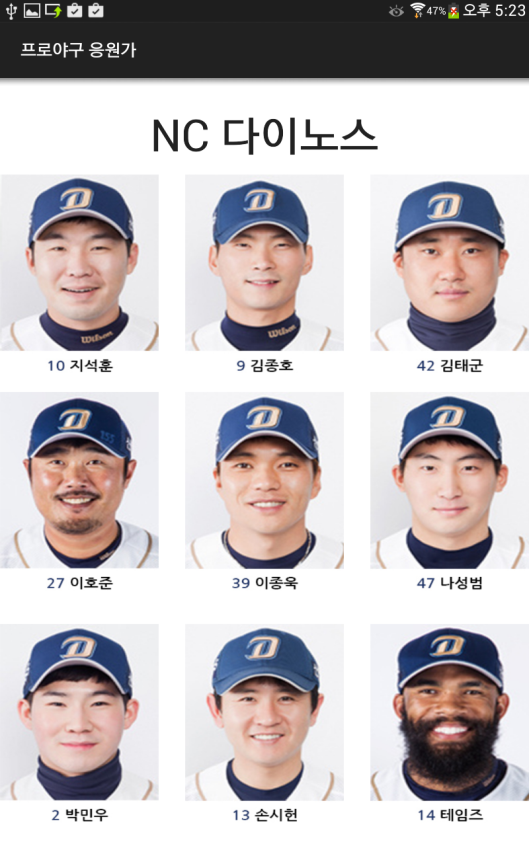 47% 오후 5:23
프로야구 응원가
NC 다이노스
Wilson Wilson
10 지석훈 9 김종호 42 김태군
27 이호준 39 이종욱 47 나성범
2 박민우 13 손시헌 14 테임즈